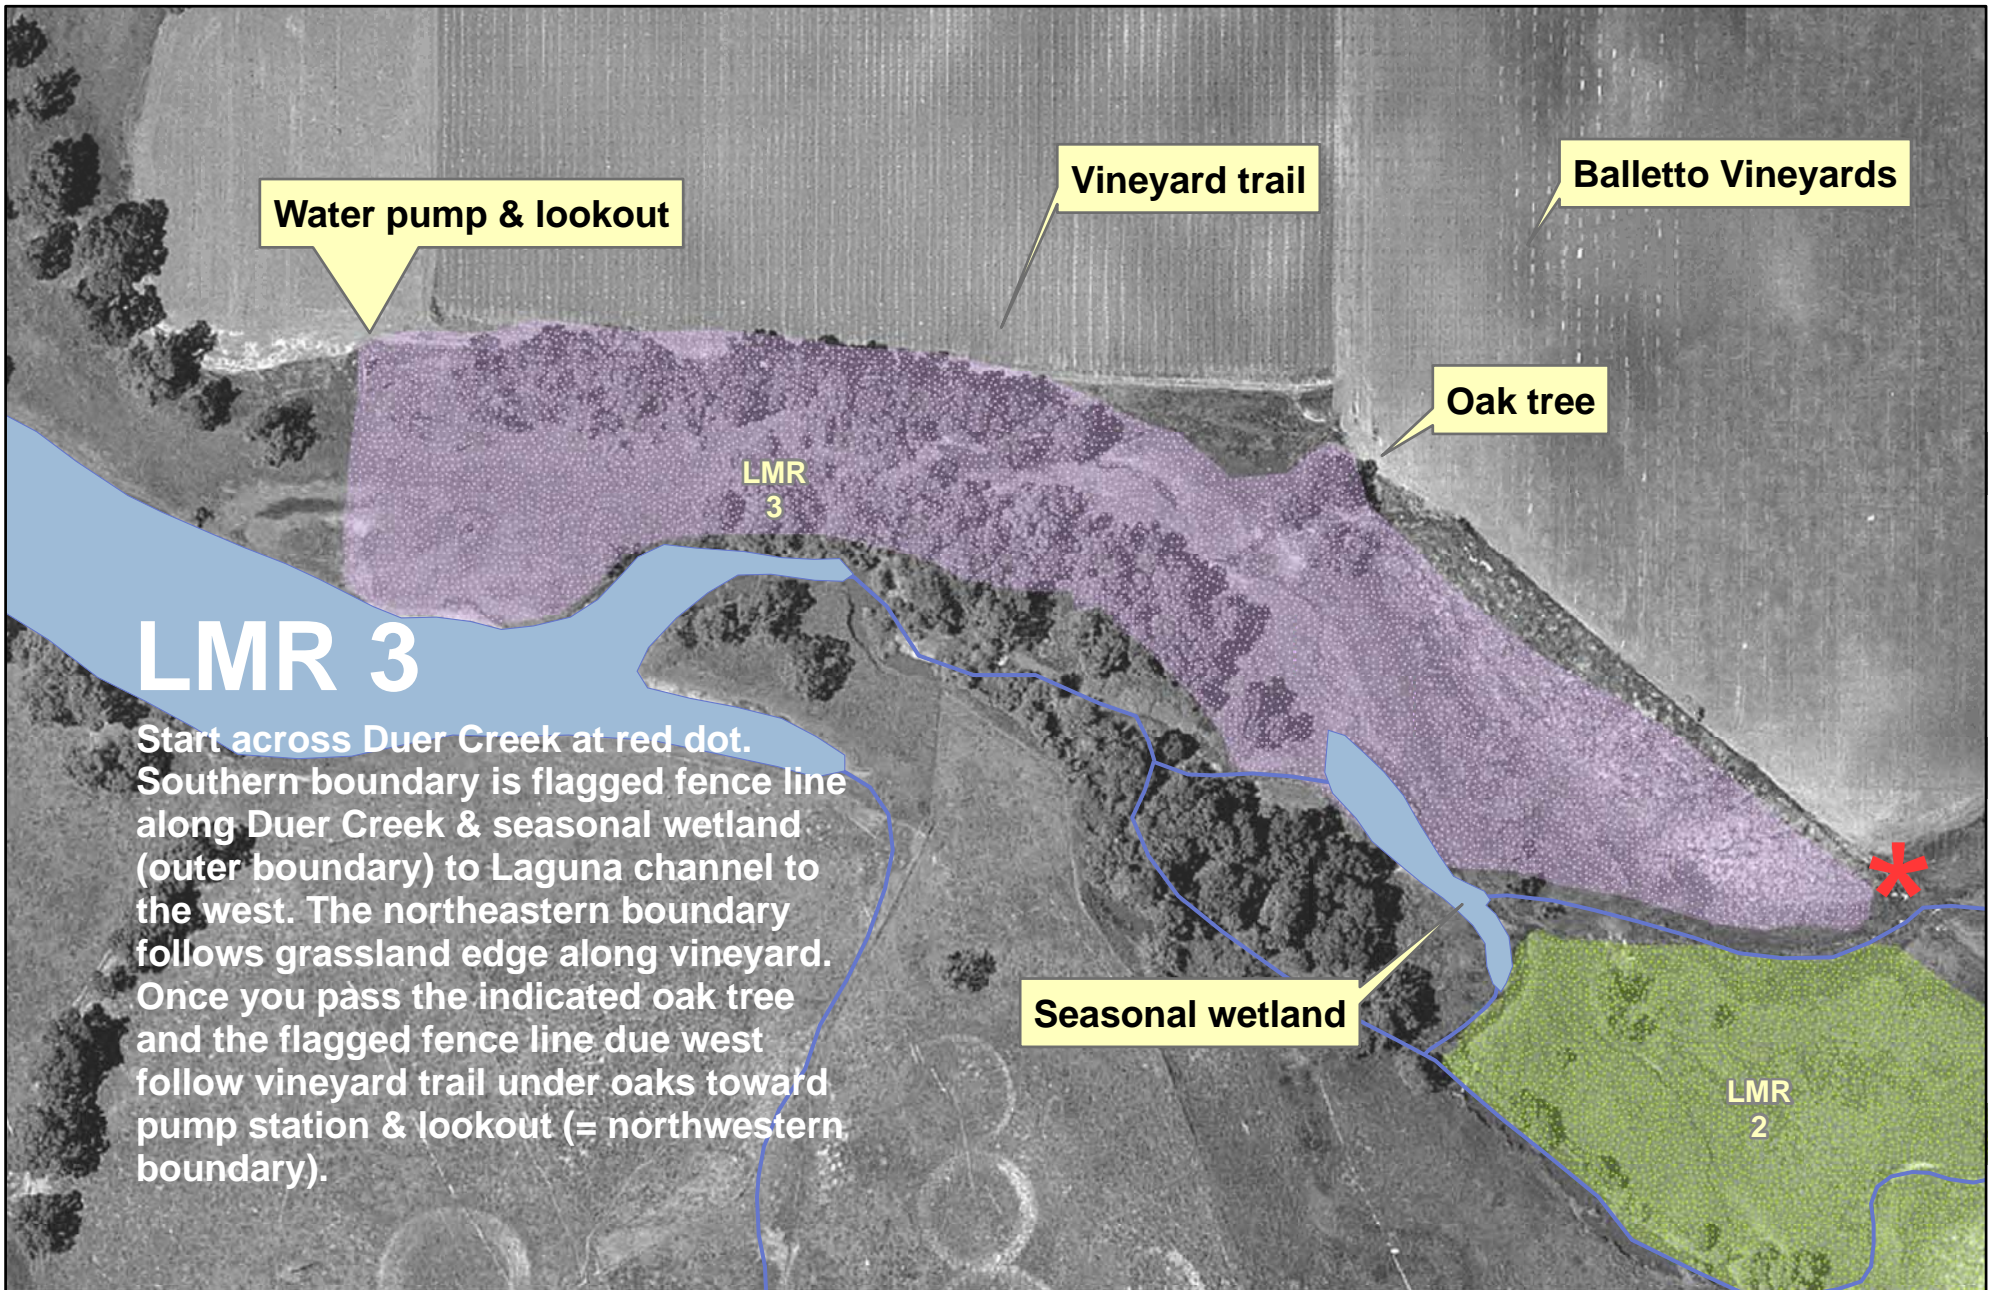 Vineyard trail
Balletto Vineyards
Water pump & lookout
Oak tree
LMR
3
LMR 3
Start across Duer Creek at red dot.
Southern boundary is flagged fence line
along Duer Creek & seasonal wetland
(outer boundary) to Laguna channel to
the west. The northeastern boundary
follows grassland edge along vineyard.
Once you pass the indicated oak tree
and the flagged fence line due west
follow vineyard trail under oaks toward
pump station & lookout (= northwestern
boundary).
*
Seasonal wetland
LMR
2